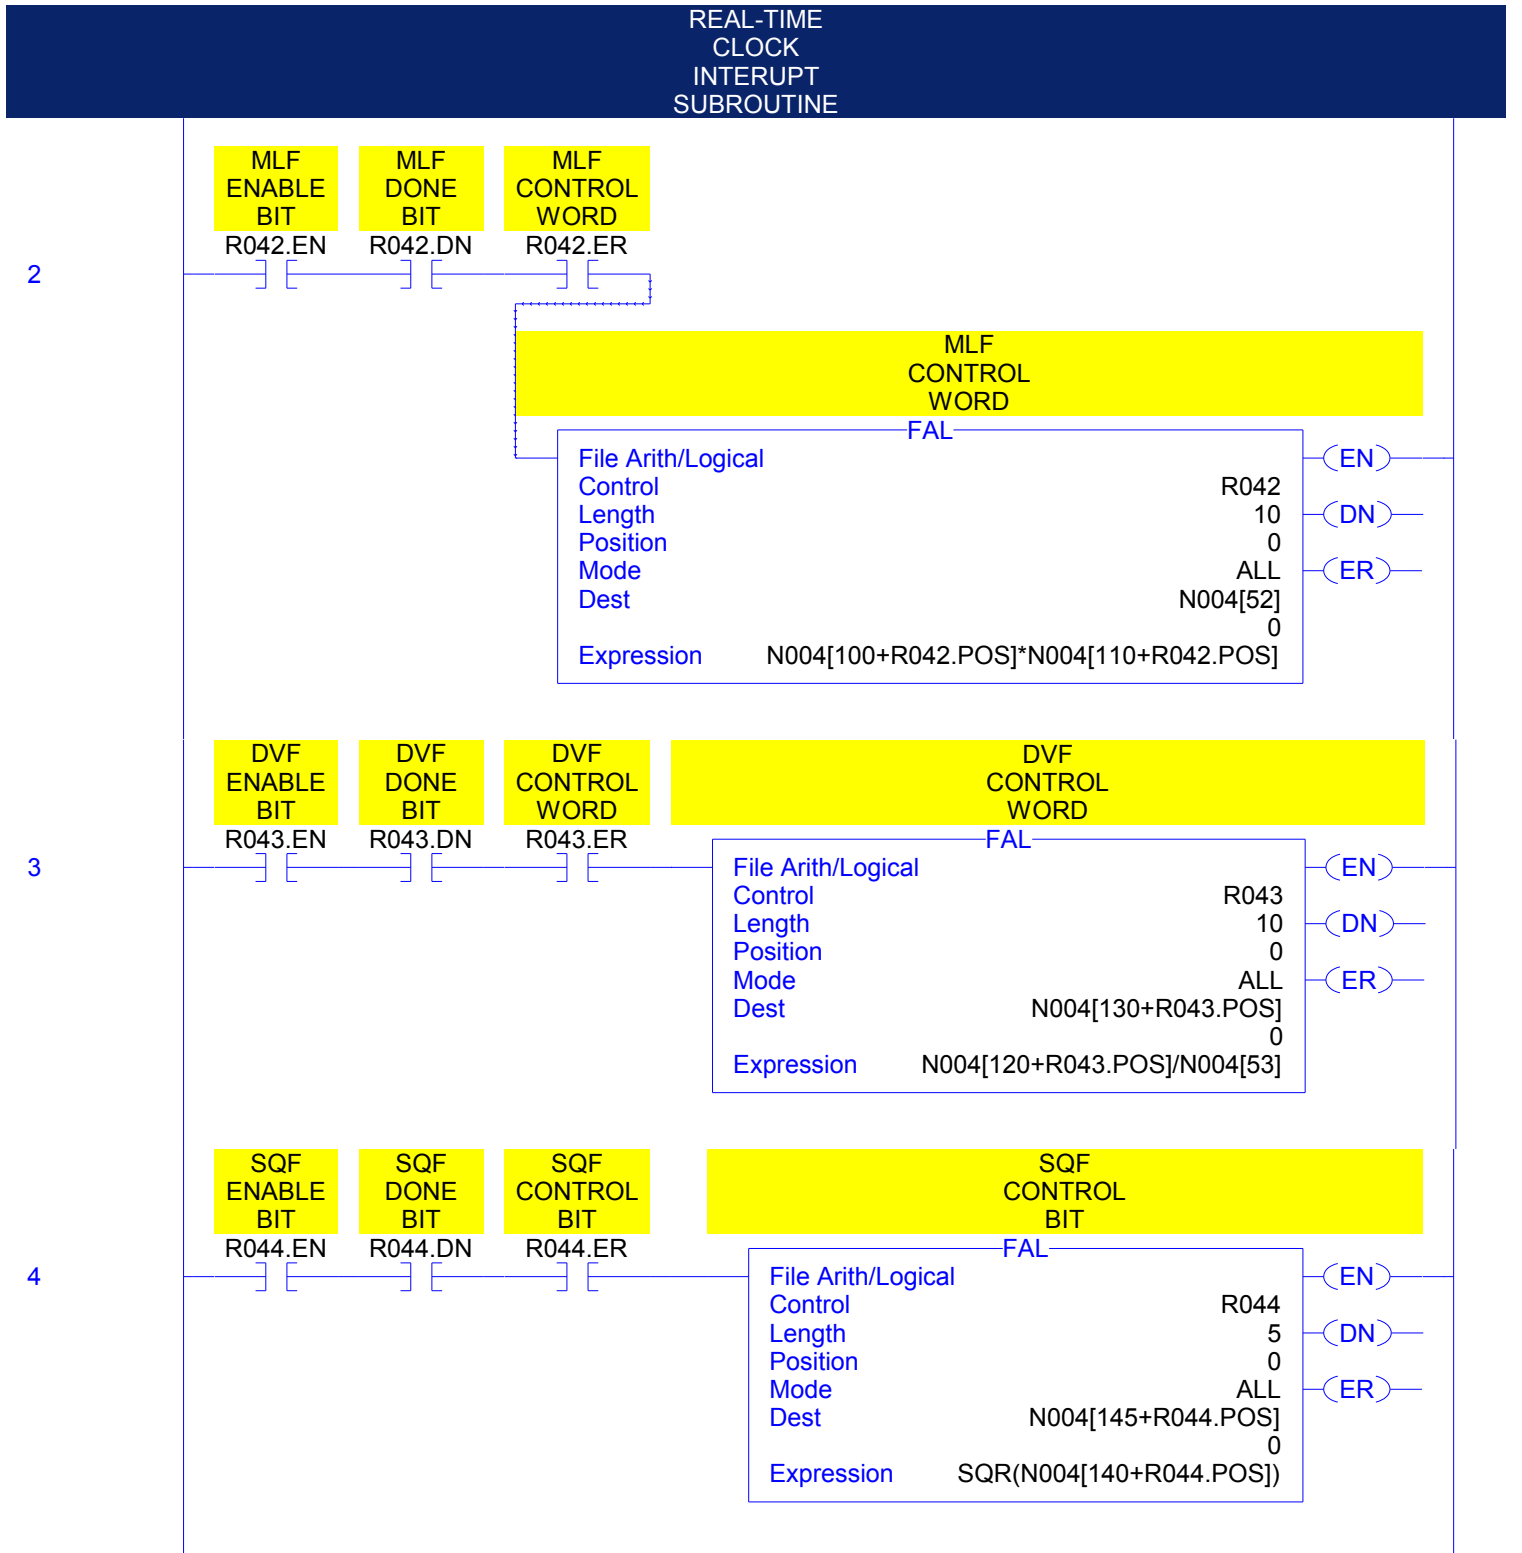 REAL-TIME
CLOCK
INTERUPT
SUBROUTINE
MLF
ENABLE
BIT
R042.EN
MLF
DONE
BIT
R042.DN
MLF
CONTROL
WORD
R042.ER
2
MLF
CONTROL
WORD
FAL
File Arith/Logical
Control R042
Length 10
Position 0
Mode ALL
Dest N004[52]
0
Expression N004[100+R042.POS]*N004[110+R042.POS]
EN
DN
ER
DVF
ENABLE
BIT
R043.EN
DVF
DONE
BIT
R043.DN
DVF
CONTROL
WORD
R043.ER
3
DVF
CONTROL
WORD
FAL
File Arith/Logical
Control R043
Length 10
Position 0
Mode ALL
Dest N004[130+R043.POS]
0
Expression N004[120+R043.POS]/N004[53]
EN
DN
ER
SQF
ENABLE
BIT
R044.EN
SQF
DONE
BIT
R044.DN
SQF
CONTROL
BIT
R044.ER
4
SQF
CONTROL
BIT
FAL
File Arith/Logical
Control R044
Length 5
Position 0
Mode ALL
Dest N004[145+R044.POS]
0
Expression SQR(N004[140+R044.POS])
EN
DN
ER